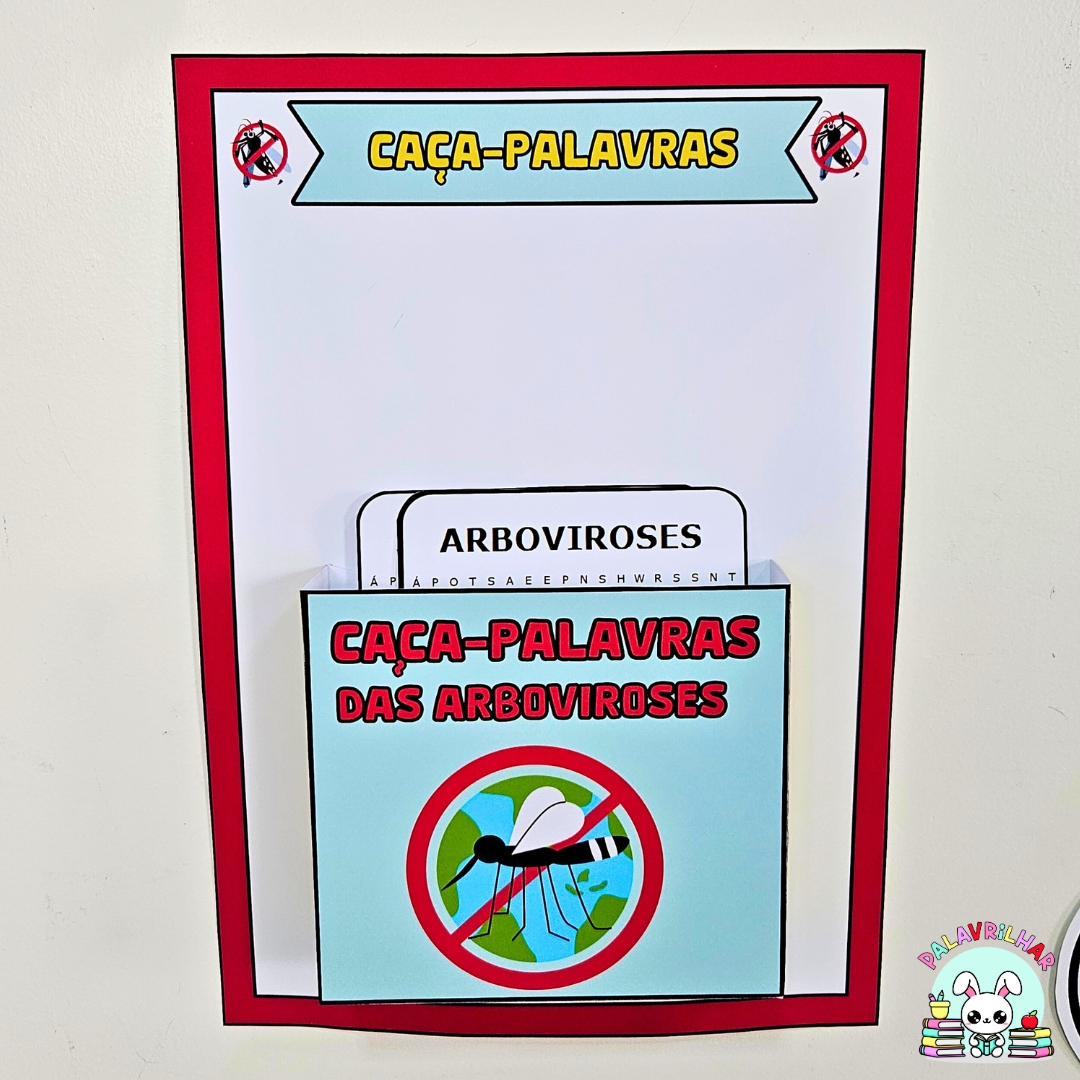 CAÇA-PALAVRAS
ARBOVIROSES
Á P
Á P O T S A E E P N S H W R S S N T
CAÇA-PALAVRAS
DAS ARBOVIROSES
PALAVRILHAR